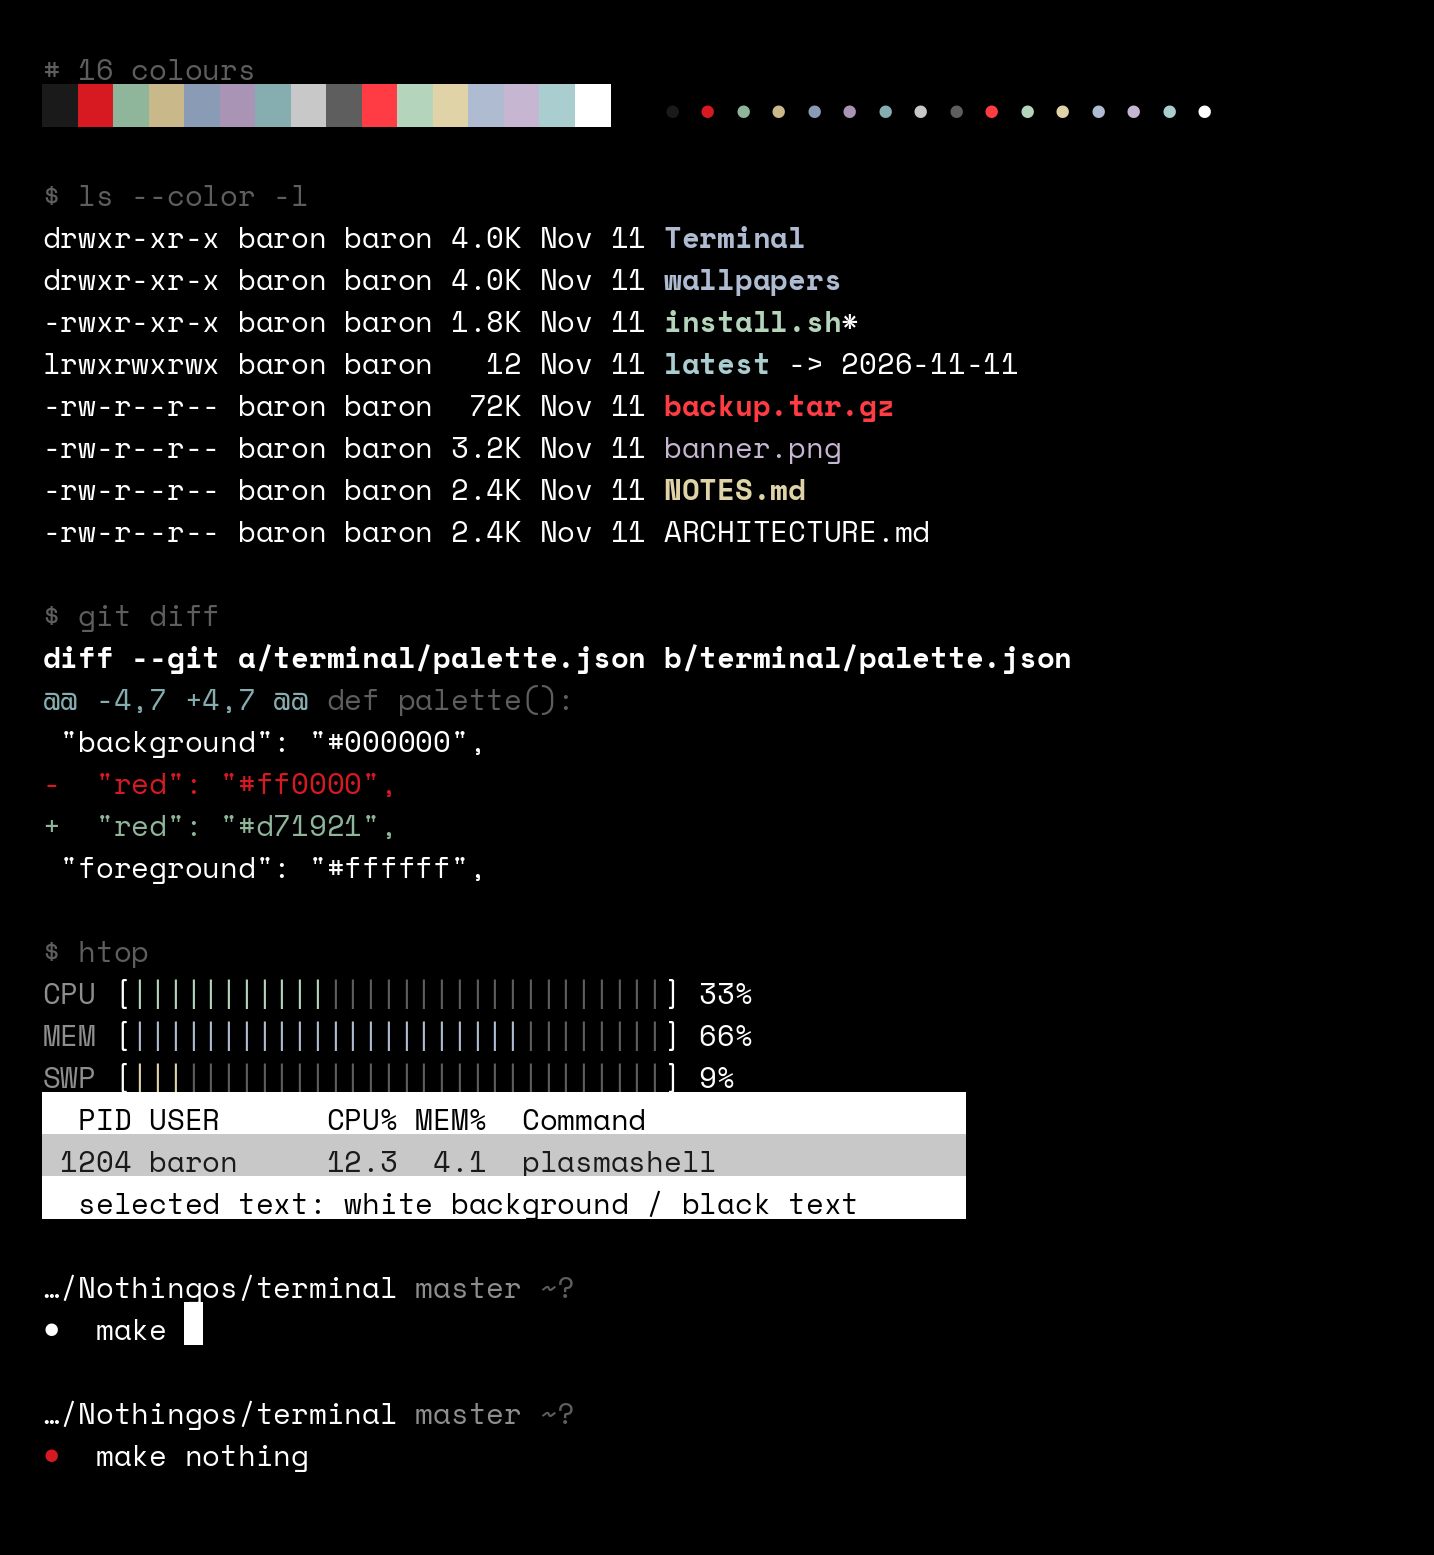 # 16 colours
$ ls --color -l
drwxr-xr-x baron baron 4.0K Nov 11 Terminal
drwxr-xr-x baron baron 4.0K Nov 11 wallpapers
-rwxr-xr-x baron baron 1.8K Nov 11 install.sh*
lrwxrwxrwx baron baron   12 Nov 11 latest -> 2026-11-11
-rw-r--r-- baron baron  72K Nov 11 backup.tar.gz
-rw-r--r-- baron baron 3.2K Nov 11 banner.png
-rw-r--r-- baron baron 2.4K Nov 11 NOTES.md
-rw-r--r-- baron baron 2.4K Nov 11 ARCHITECTURE.md
$ git diff
diff --git a/terminal/palette.json b/terminal/palette.json
@@ -4,7 +4,7 @@ def palette():
 "background": "#000000",
-  "red": "#ff0000",
+  "red": "#d71921",
 "foreground": "#ffffff",
$ htop
CPU [||||||||||||||||||||||||||||||] 33%
MEM [||||||||||||||||||||||||||||||] 66%
SWP [||||||||||||||||||||||||||||||] 9%
  PID USER      CPU% MEM%  Command
 1204 baron     12.3  4.1  plasmashell
  selected text: white background / black text
…/Nothingos/terminal master ~?
●  make
…/Nothingos/terminal master ~?
●  make nothing